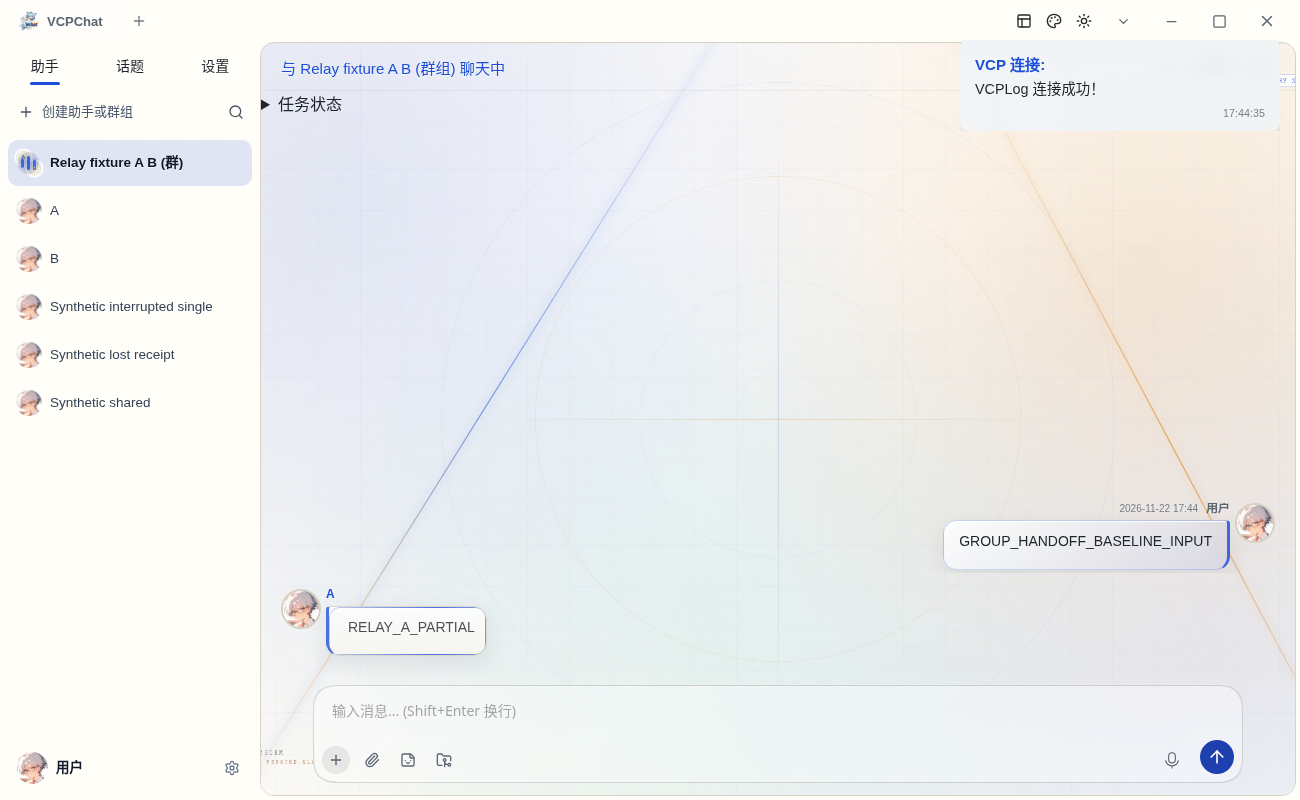 VCPChat
助手
话题
设置
创建助手或群组
Relay fixture A B (群)
A
B
Synthetic interrupted single
Synthetic lost receipt
Synthetic shared
用户
与 Relay fixture A B (群组) 聊天中
任务状态
VCP 连接:
VCPLog 连接成功!
17:44:35
2026-11-22 17:44 用户
GROUP_HANDOFF_BASELINE_INPUT
A
RELAY_A_PARTIAL
输入消息... (Shift+Enter 换行)